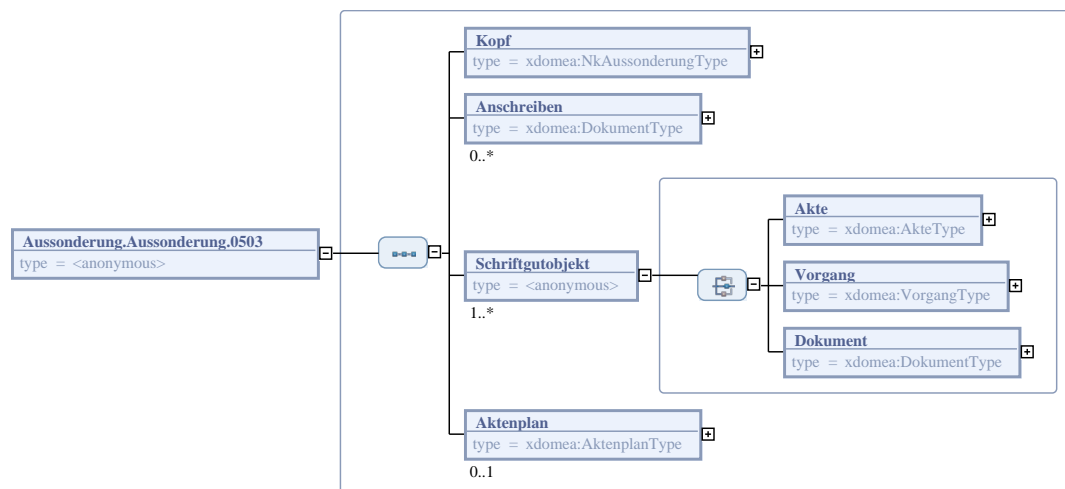 Kopf
type = xdomea:NkAussonderungType
Anschreiben
type = xdomea:DokumentType
0..*
Aussonderung.Aussonderung.0503
type = <anonymous>
Schriftgutobjekt
type = <anonymous>
1..*
Akte
type = xdomea:AkteType
Vorgang
type = xdomea:VorgangType
Dokument
type = xdomea:DokumentType
Aktenplan
type = xdomea:AktenplanType
0..1